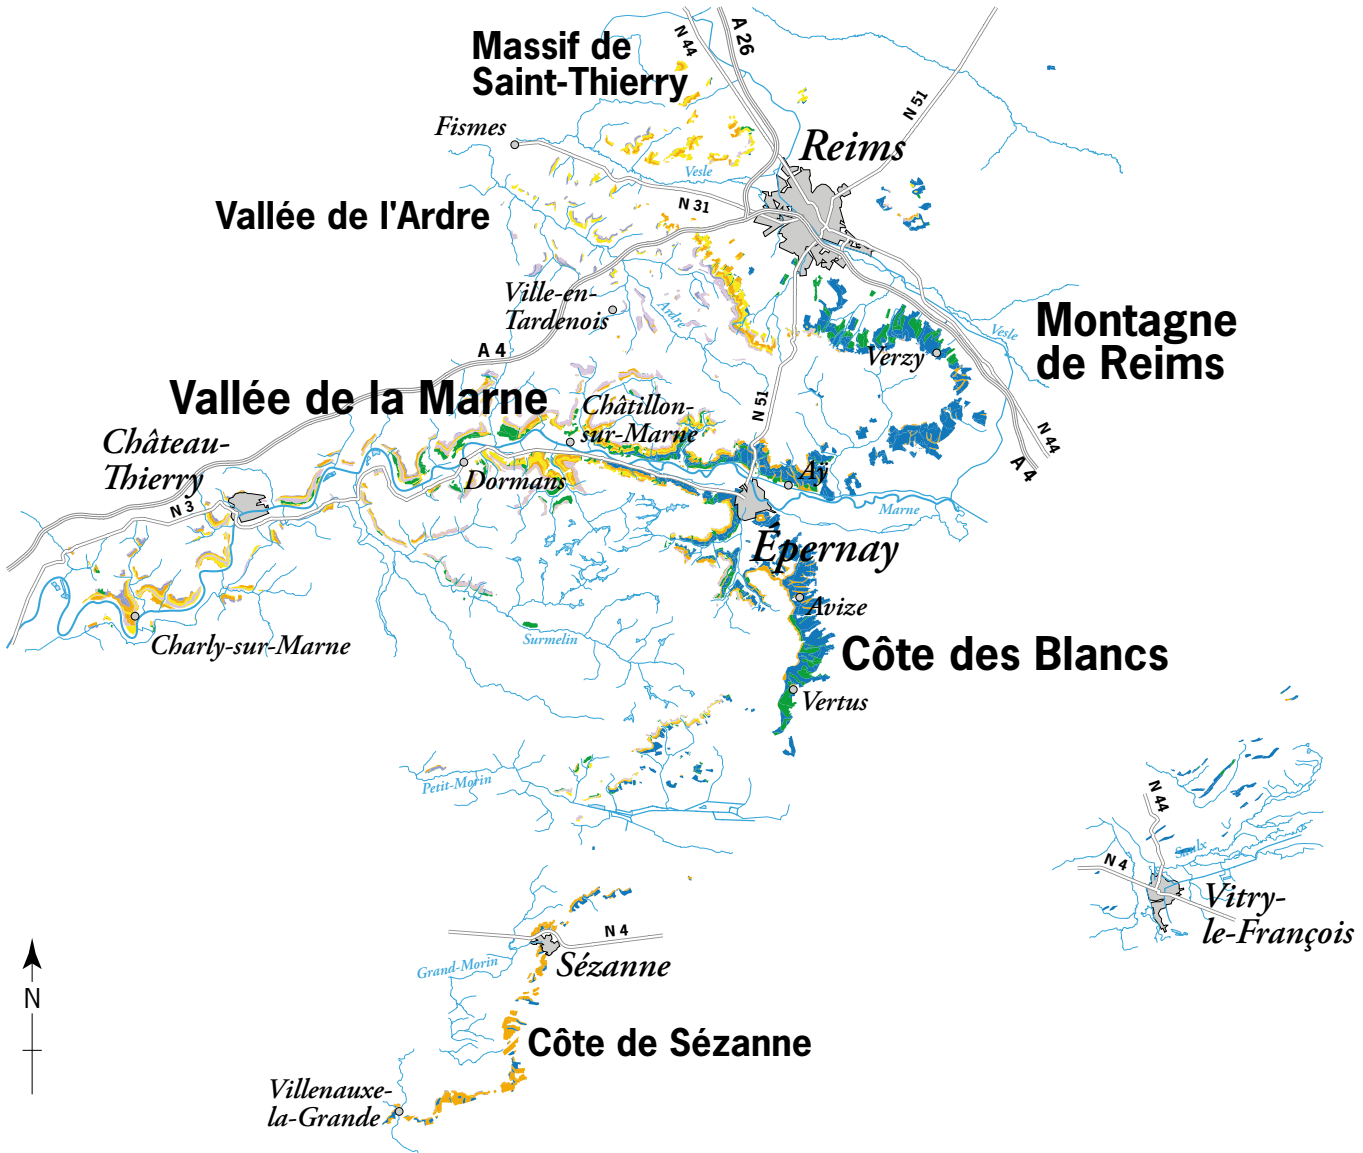 Massif de
Saint-Thierry
N 44
A 26
N 51
Fismes
Reims
Vesle
Vallée de l'Ardre
N 31
Ville-en-
Tardenois
Ardre
Montagne
de Reims
Vesle
Verzy
A 4
Vallée de la Marne
N 51
Châtillon-
sur-Marne
Château-
Thierry
N 44
A 4
Dormans
Aÿ
N 3
Marne
Épernay
Avize
Charly-sur-Marne
Surmelin
Côte des Blancs
Vertus
Petit-Morin
N 44
Saulx
N 4
Vitry-
le-François
N 4
Grand-Morin
Sézanne
N
Côte de Sézanne
Villenauxe-
la-Grande